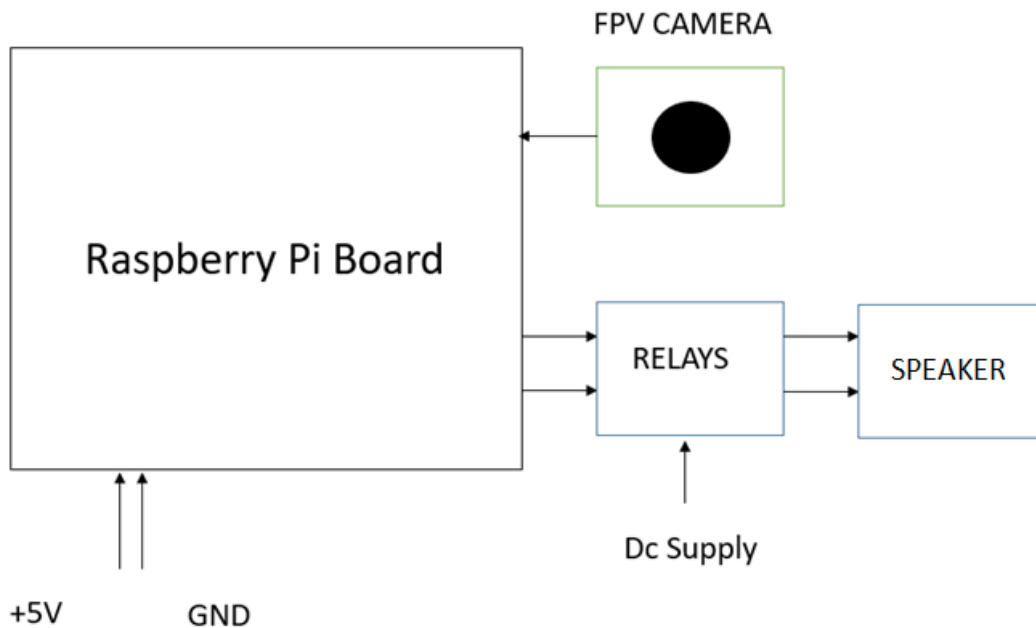 FPV CAMERA
Raspberry Pi Board
RELAYS
SPEAKER
Dc Supply
+5V
GND